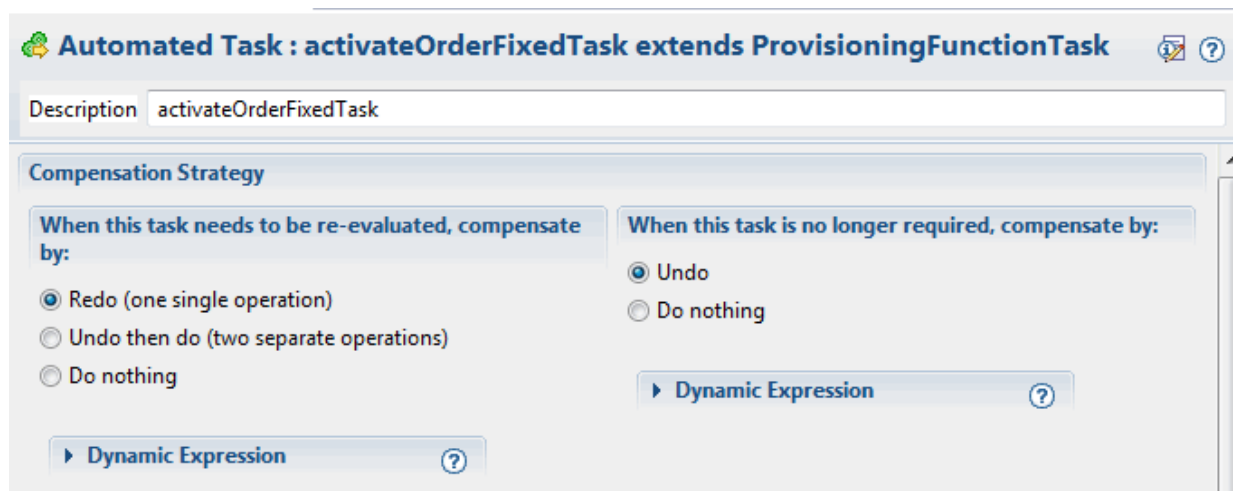 Automated Task : activateOrderFixedTask extends ProvisioningFunctionTask
Description activateOrderFixedTask
Compensation Strategy
When this task needs to be re-evaluated, compensate
by:
Redo (one single operation)
Undo then do (two separate operations)
Do nothing
Dynamic Expression
When this task is no longer required, compensate by:
Undo
Do nothing
Dynamic Expression